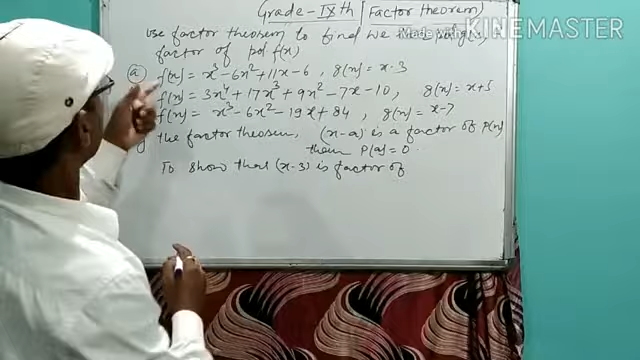 Grade-IXth | Factor theorem)
Made with KINEMASTER
use factor theorem to find
factor of pol f(x)
(a) f(x) = x³ - 6x² + 11x - 6, g(x) = x-3
f(x) = 3x⁴ + 17x³ + 9x² - 7x - 10, g(x) = x+5
f(x) = x³ - 6x² - 19x + 84, g(x) = x-7
the factor theorem, (x-a) is a factor of P(x)
then P(a) = 0
To show that (x-3) is factor of